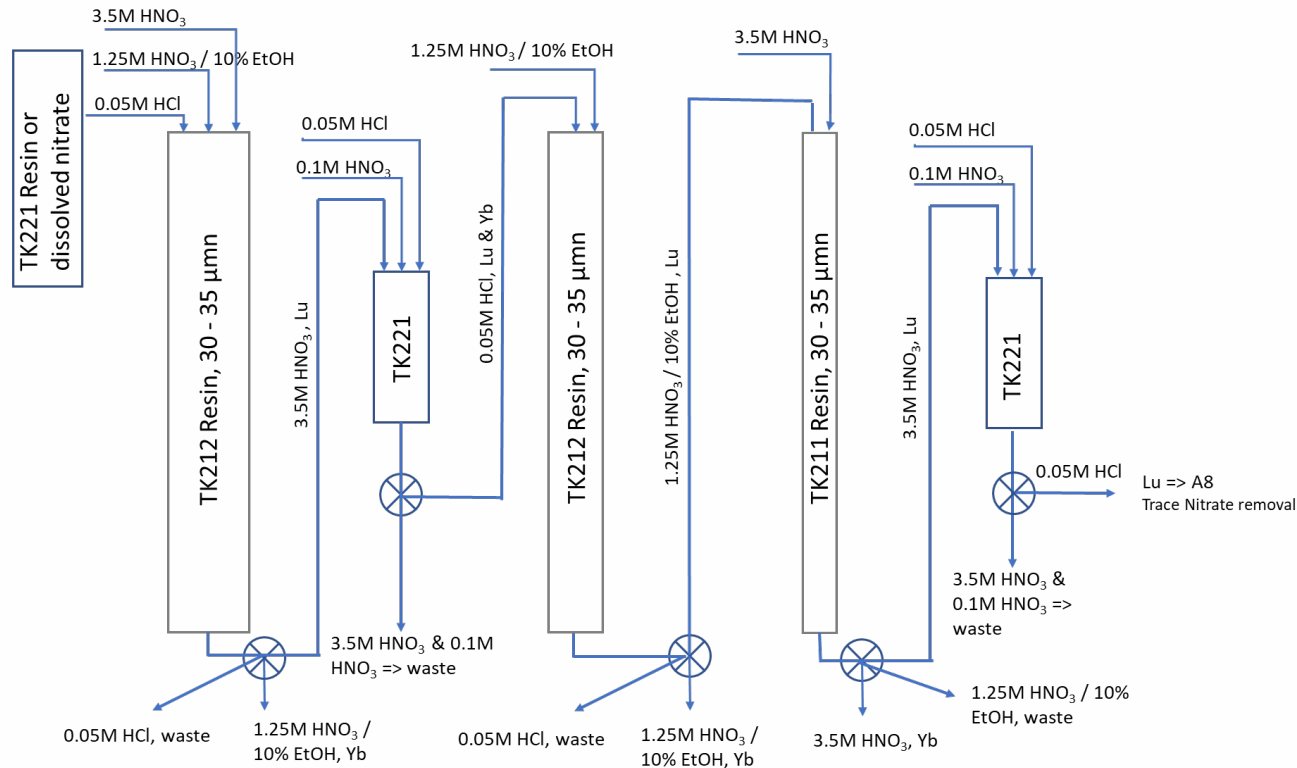 TK221 Resin or
dissolved nitrate
3.5M HNO₃
1.25M HNO₃ / 10% EtOH
0.05M HCl
TK212 Resin, 30 - 35 µmn
0.05M HCl, waste
1.25M HNO₃ /
10% EtOH, Yb
3.5M HNO₃, Lu
0.05M HCl
0.1M HNO₃
TK221
3.5M HNO₃ & 0.1M
HNO₃ => waste
0.05M HCl, Lu & Yb
1.25M HNO₃ / 10% EtOH
TK212 Resin, 30 - 35 µmn
0.05M HCl, waste
1.25M HNO₃ /
10% EtOH, Yb
1.25M HNO₃ / 10% EtOH , Lu
3.5M HNO₃
TK211 Resin, 30 - 35 µmn
3.5M HNO₃, Yb
1.25M HNO₃ / 10%
EtOH, waste
3.5M HNO₃, Lu
0.05M HCl
0.1M HNO₃
TK221
0.05M HCl
Lu => A8
Trace Nitrate removal
3.5M HNO₃ &
0.1M HNO₃ =>
waste